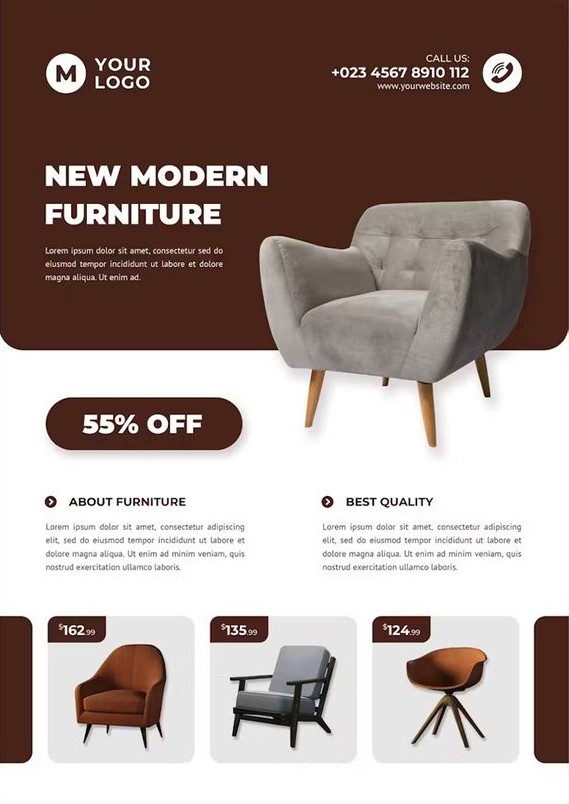 M
YOUR
LOGO
CALL US:
+023 4567 8910 112
www.yourwebsite.com
NEW MODERN
FURNITURE
Lorem ipsum dolor sit amet, consectetur sed do
eiusmod tempor incididunt ut labore et dolore
magna aliqua. Ut enim ad.
55% OFF
ABOUT FURNITURE
Lorem ipsum dolor sit amet, consectetur adipiscing
elit, sed do eiusmod tempor incididunt ut labore et
dolore magna aliqua. Ut enim ad minim veniam, quis
nostrud exercitation ullamco laboris.
BEST QUALITY
Lorem ipsum dolor sit amet, consectetur adipiscing
elit, sed do eiusmod tempor incididunt ut labore et
dolore magna aliqua. Ut enim ad minim veniam, quis
nostrud exercitation ullamco laboris.
$162.99
$135.99
$124.99